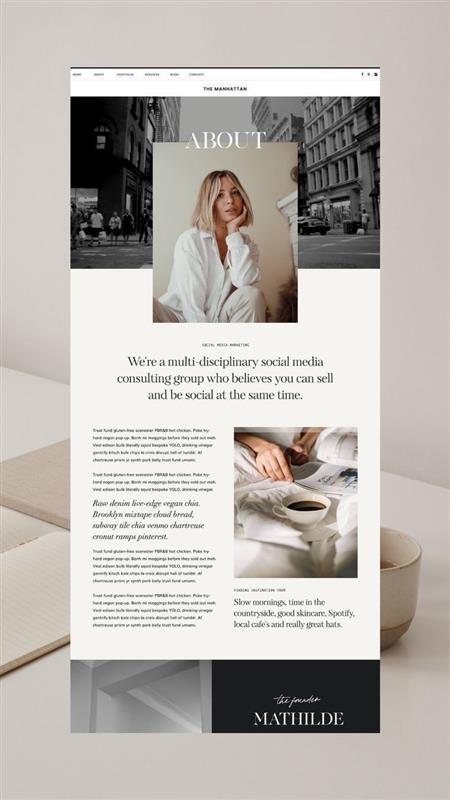 HOME ABOUT PORTFOLIO SERVICES BLOG CONTACT
THE MANHATTAN
ABOUT
SOCIAL MEDIA MARKETING
We're a multi-disciplinary social media
consulting group who believes you can sell
and be social at the same time.
Trust fund gluten-free scenester PBR&B hot chicken. Poke try-
hard vegan pop-up. Banh mi meggings before they sold out meh.
Viral edison bulb literally squid bespoke YOLO, drinking vinegar
gentrify kitsch kale chips la croix disrupt hell of tumblr. Af
chartreuse prism yr synth pork belly trust fund umami.
Trust fund gluten-free scenester PBR&B hot chicken. Poke try-
hard vegan pop-up. Banh mi meggings before they sold out meh.
Viral edison bulb literally squid bespoke YOLO, drinking vinegar
Raw denim live-edge vegan chia.
Brooklyn mixtape cloud bread,
subway tile chia venmo chartreuse
cronut ramps pinterest.
Trust fund gluten-free scenester PBR&B hot chicken. Poke try-
hard vegan pop-up. Banh mi meggings before they sold out meh.
Viral edison bulb literally squid bespoke YOLO, drinking vinegar
gentrify kitsch kale chips la croix disrupt hell of tumblr. Af
chartreuse prism yr synth pork belly trust fund umami.
Trust fund gluten-free scenester PBR&B hot chicken. Poke try-
hard vegan pop-up. Banh mi meggings before they sold out meh.
Viral edison bulb literally squid bespoke YOLO, drinking vinegar
gentrify kitsch kale chips la croix disrupt hell of tumblr. Af
chartreuse prism yr synth pork belly trust fund umami.
FINDING INSPIRATION FROM
Slow mornings, time in the
countryside, good skincare, Spotify,
local cafe's and really great hats.
the founder
MATHILDE